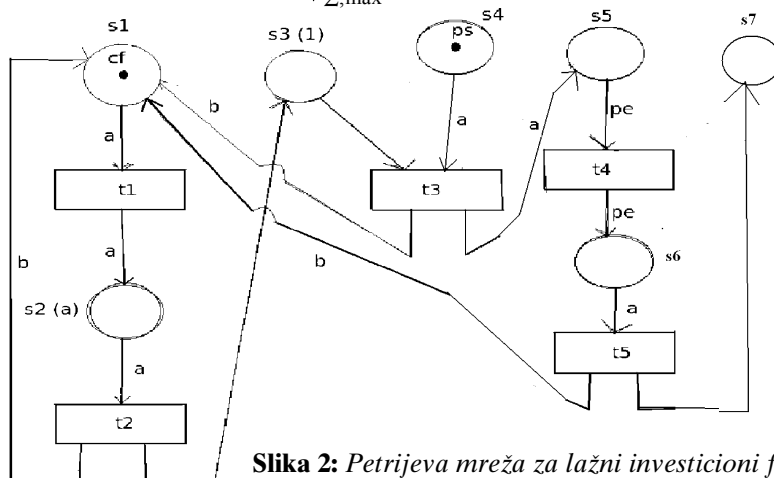 Σ,max
s1
s3 (1)
s4
s5
s7
cf
ps
b
a
a
a
pe
t1
t3
t4
a
pe
b
b
s6
s2 (a)
a
a
t5
t2
Slika 2: Petrijeva mreža za lažni investicioni f